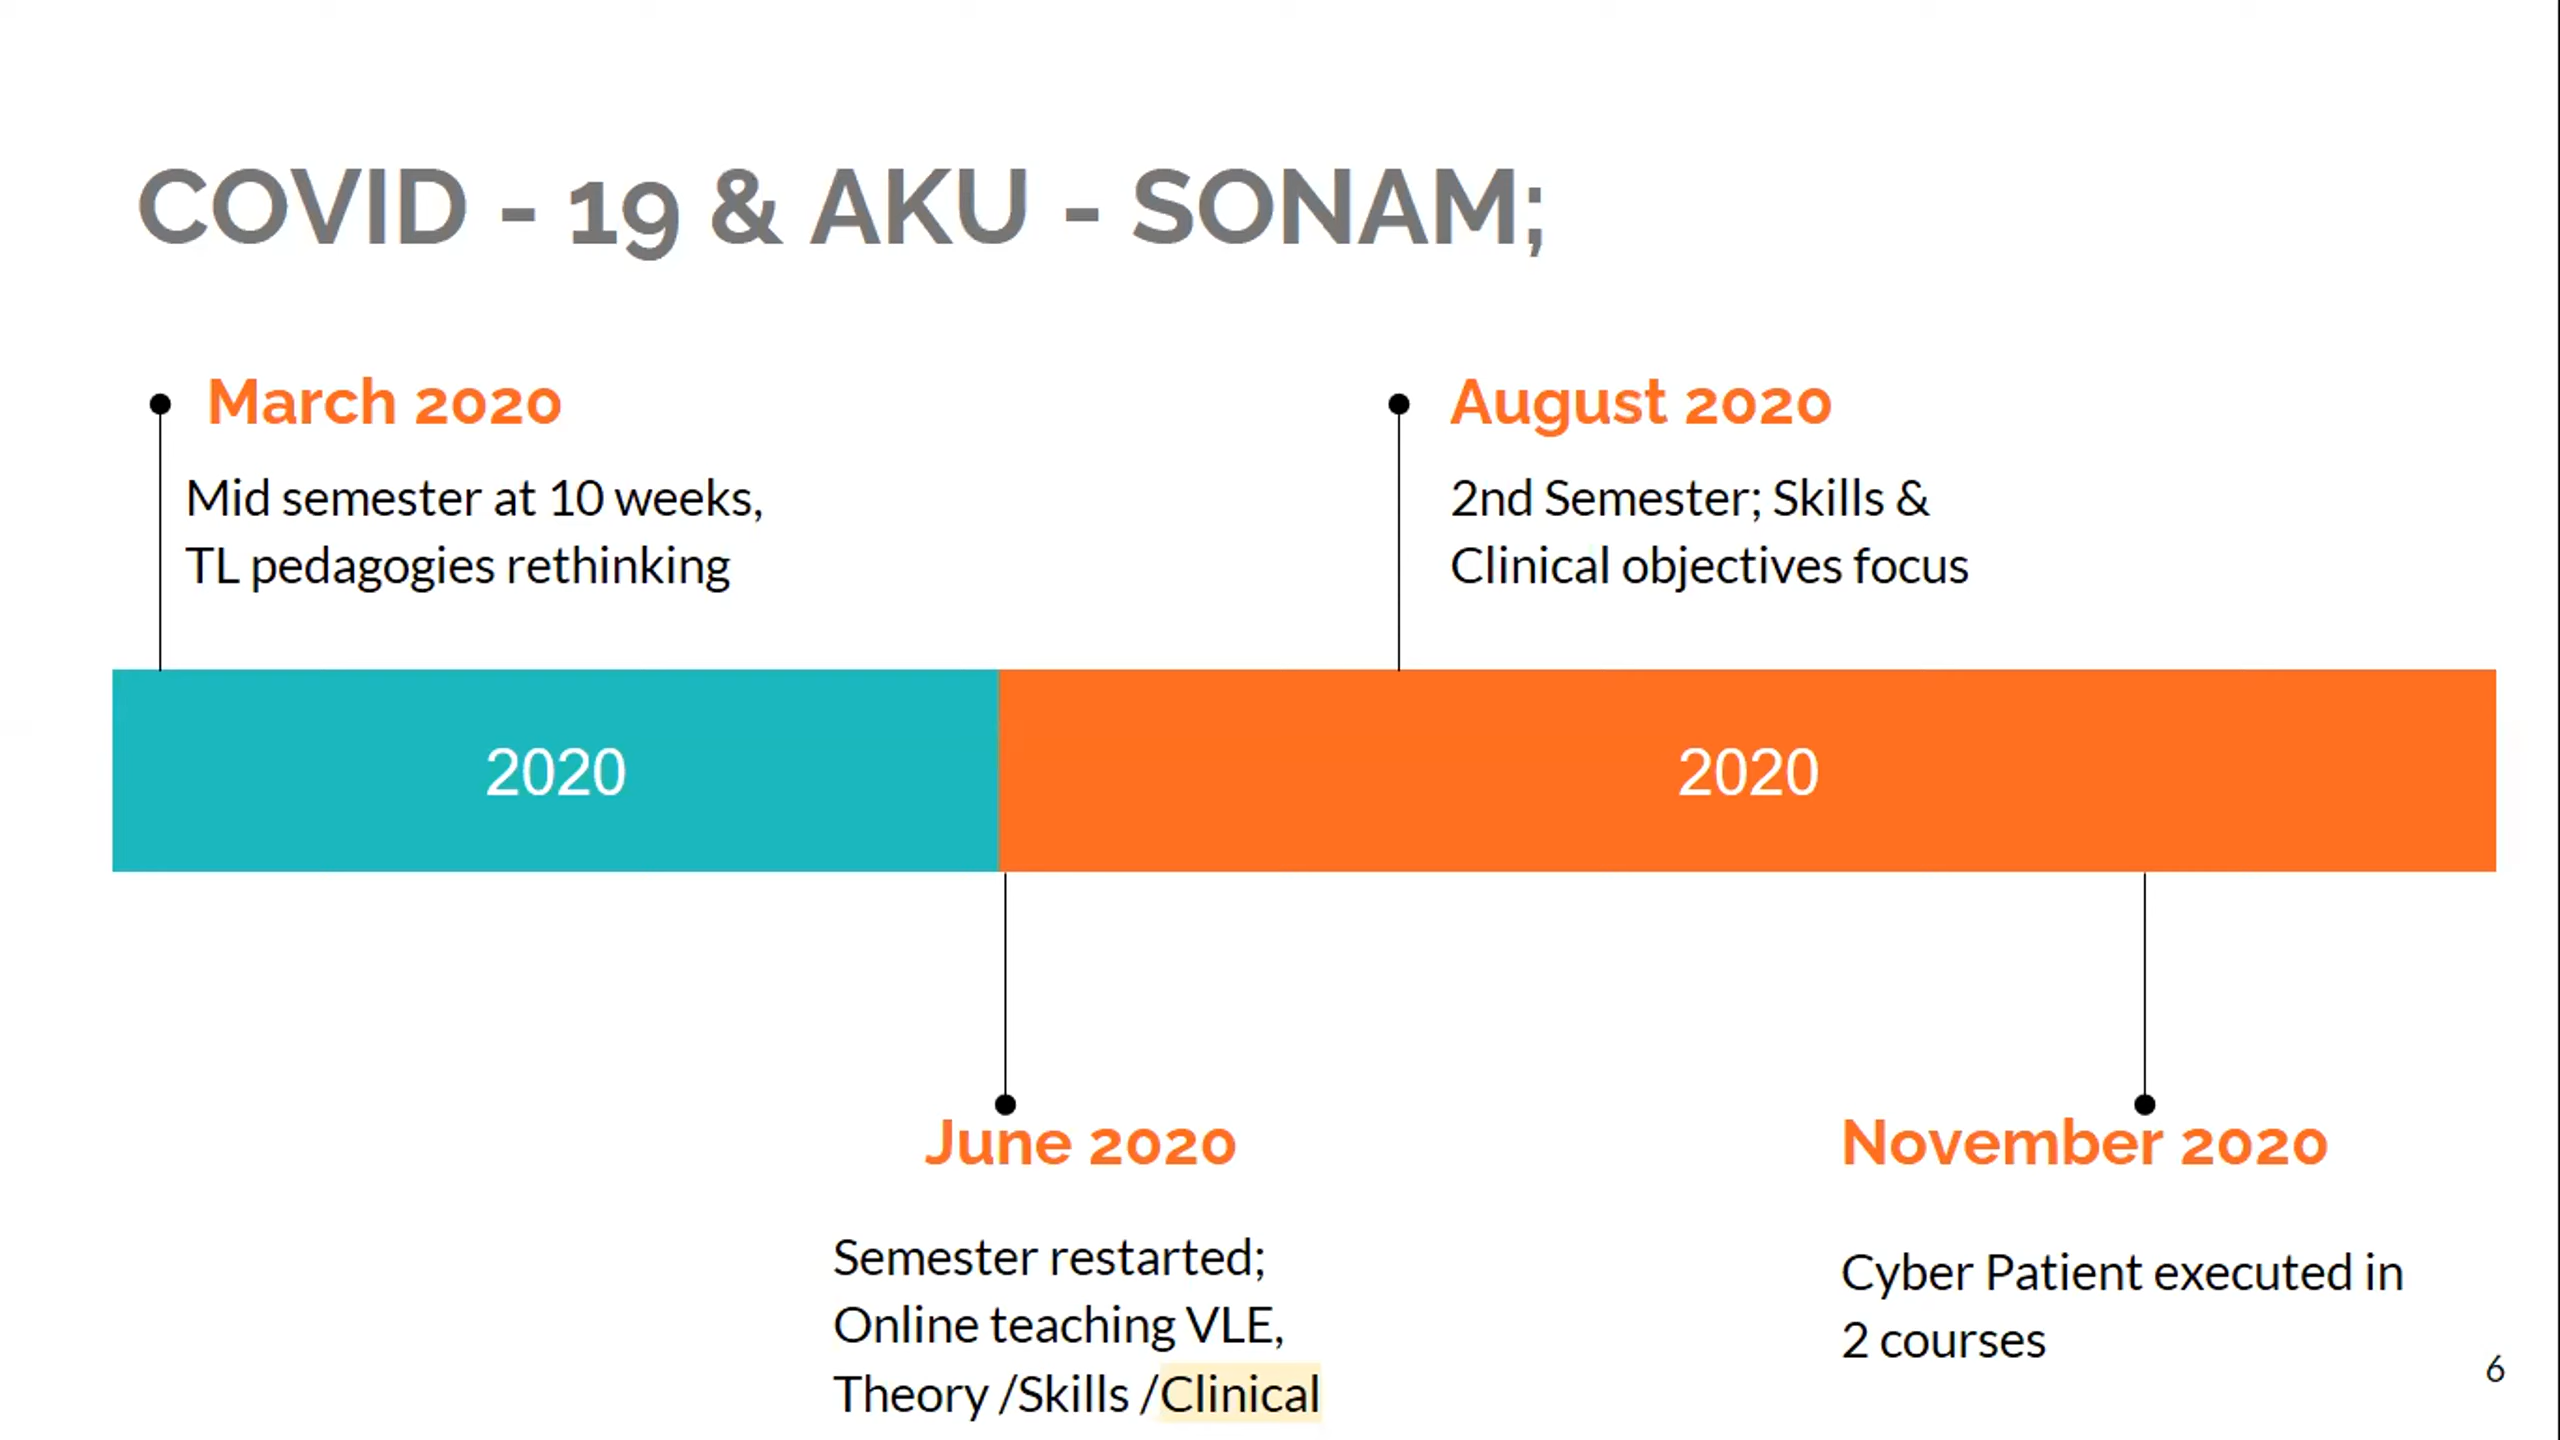 COVID - 19 & AKU - SONAM;
March 2020
Mid semester at 10 weeks,
TL pedagogies rethinking
August 2020
2nd Semester; Skills &
Clinical objectives focus
2020
2020
June 2020
Semester restarted;
Online teaching VLE,
Theory /Skills /Clinical
November 2020
Cyber Patient executed in
2 courses
6